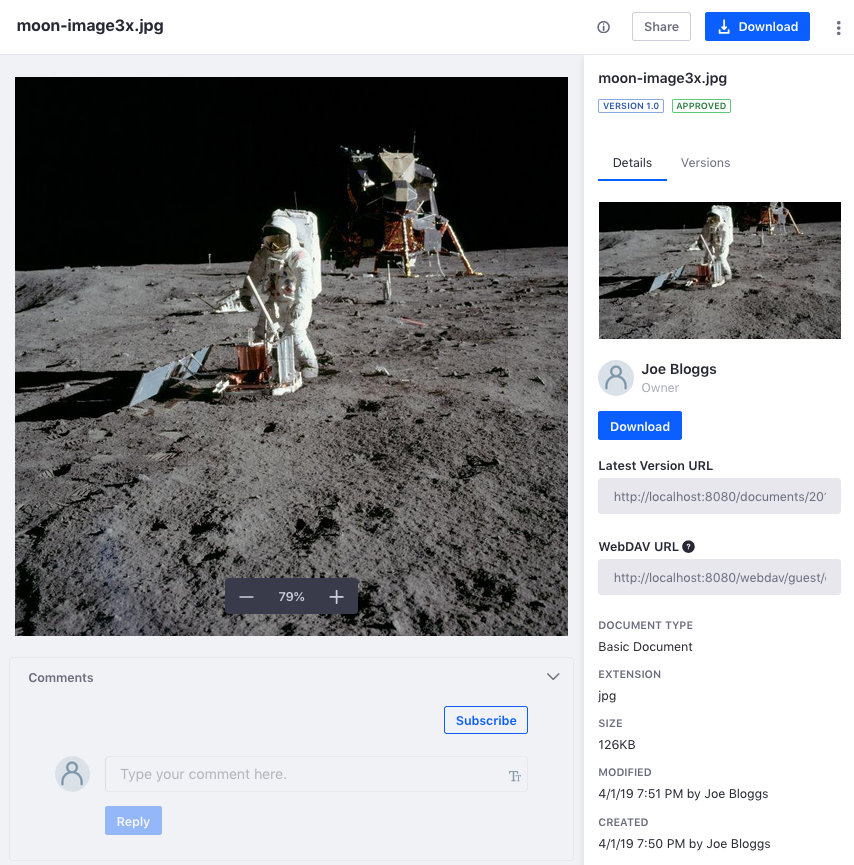 moon-image3x.jpg
Share
Download
79%
Comments
Subscribe
Type your comment here.
Reply
moon-image3x.jpg
VERSION 1.0
APPROVED
Details
Versions
Joe Bloggs
Owner
Download
Latest Version URL
http://localhost:8080/documents/20
WebDAV URL
http://localhost:8080/webdav/guest/
DOCUMENT TYPE
Basic Document
EXTENSION
jpg
SIZE
126KB
MODIFIED
4/1/19 7:51 PM by Joe Bloggs
CREATED
4/1/19 7:50 PM by Joe Bloggs